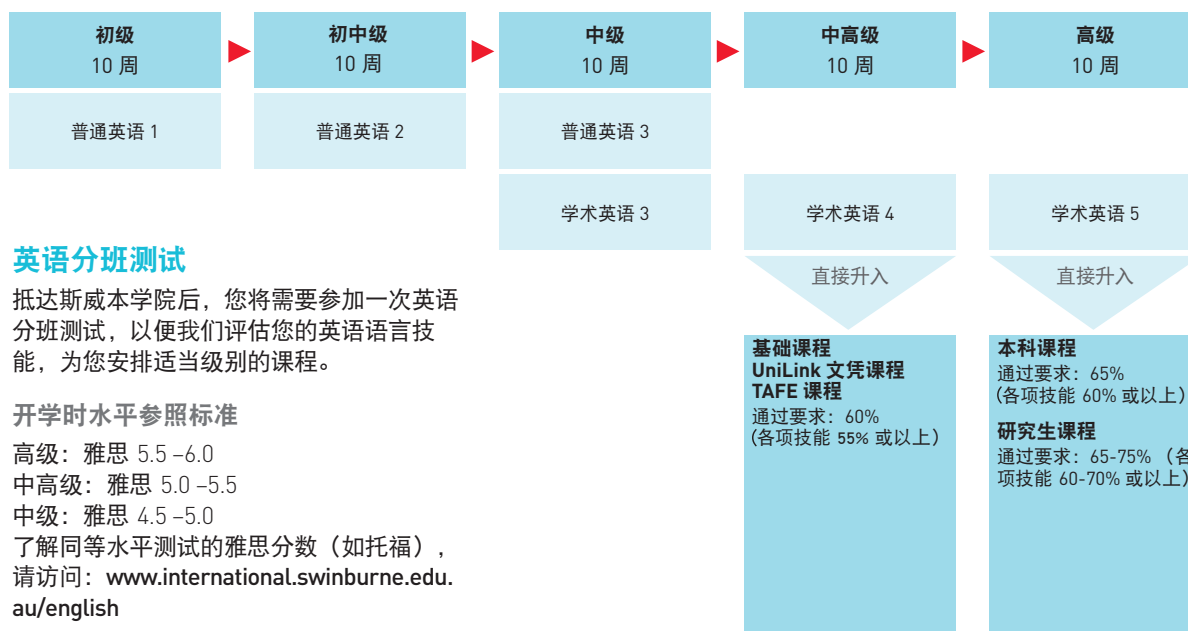 初级
10 周
初中级
10 周
中级
10 周
中高级
10 周
高级
10 周
普通英语 1
普通英语 2
普通英语 3
学术英语 3
学术英语 4
学术英语 5
直接升入
直接升入
英语分班测试
抵达斯威本学院后，您将需要参加一次英语
分班测试，以便我们评估您的英语语言技
能，为您安排适当级别的课程。
开学时水平参照标准
高级：雅思 5.5 –6.0
中高级：雅思 5.0 –5.5
中级：雅思 4.5 –5.0
了解同等水平测试的雅思分数（如托福），
请访问：www.international.swinburne.edu.
au/english
基础课程
UniLink 文凭课程
TAFE 课程
通过要求：60%
（各项技能 55% 或以上）
本科课程
通过要求：65%
（各项技能 60% 或以上）
研究生课程
通过要求：65-75% （各
项技能 60-70% 或以上）